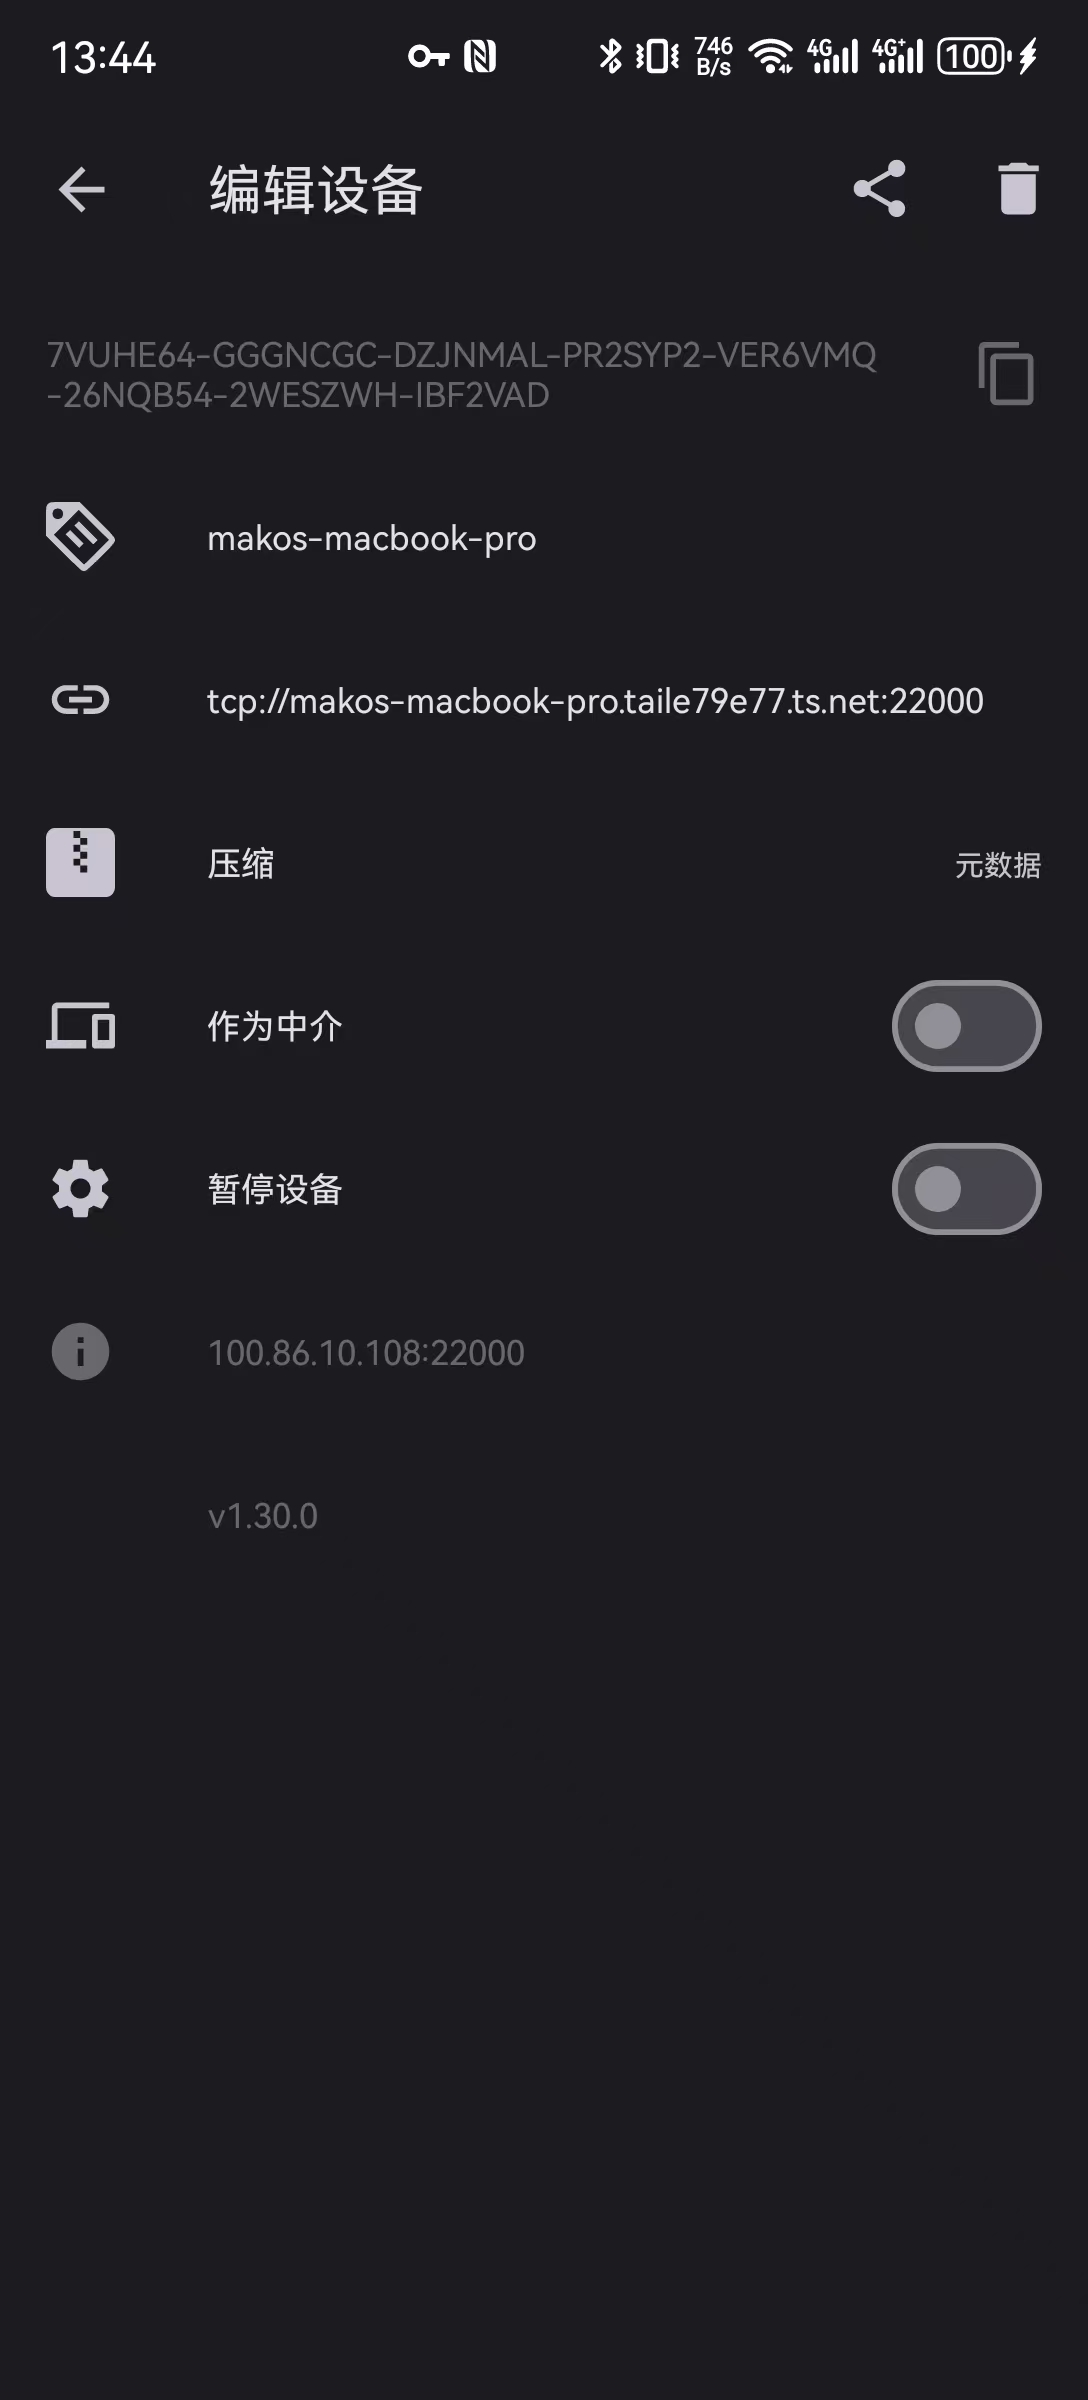 13:44
746
B/s
4G
4G+
100
编辑设备
7VUHE64-GGGNCGC-DZJNMAL-PR2SYP2-VER6VMQ
-26NQB54-2WESZWH-IBF2VAD
makos-macbook-pro
tcp://makos-macbook-pro.taile79e77.ts.net:22000
压缩
元数据
作为中介
暂停设备
100.86.10.108:22000
v1.30.0